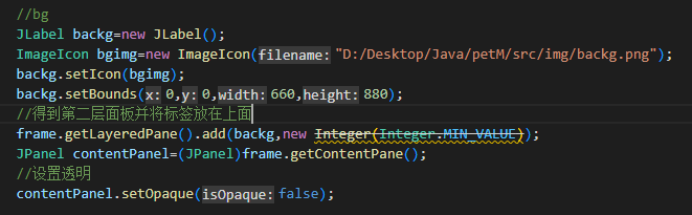 //bg
JLabel backg=new JLabel();
ImageIcon bgimg=new ImageIcon(filename:"D:/Desktop/Java/petM/src/img/backg.png");
backg.setIcon(bgimg);
backg.setBounds(x:0,y:0,width:660,height:880);
//得到第二层面板并将标签放在上面
frame.getLayeredPane().add(backg,new Integer(Integer.MIN_VALUE));
JPanel contentPanel=(JPanel)frame.getContentPane();
//设置透明
contentPanel.setOpaque(isOpaque:false);